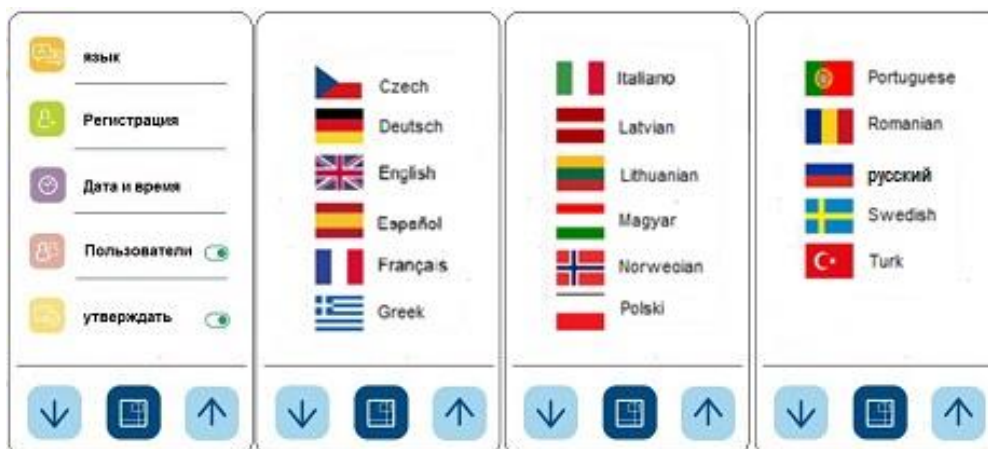 язык
Регистрация
Дата и время
Пользователи
утверждать
Czech
Deutsch
English
Español
Français
Greek
Italiano
Latvian
Lithuanian
Magyar
Norwecian
Polski
Portuguese
Romanian
русский
Swedish
Turk